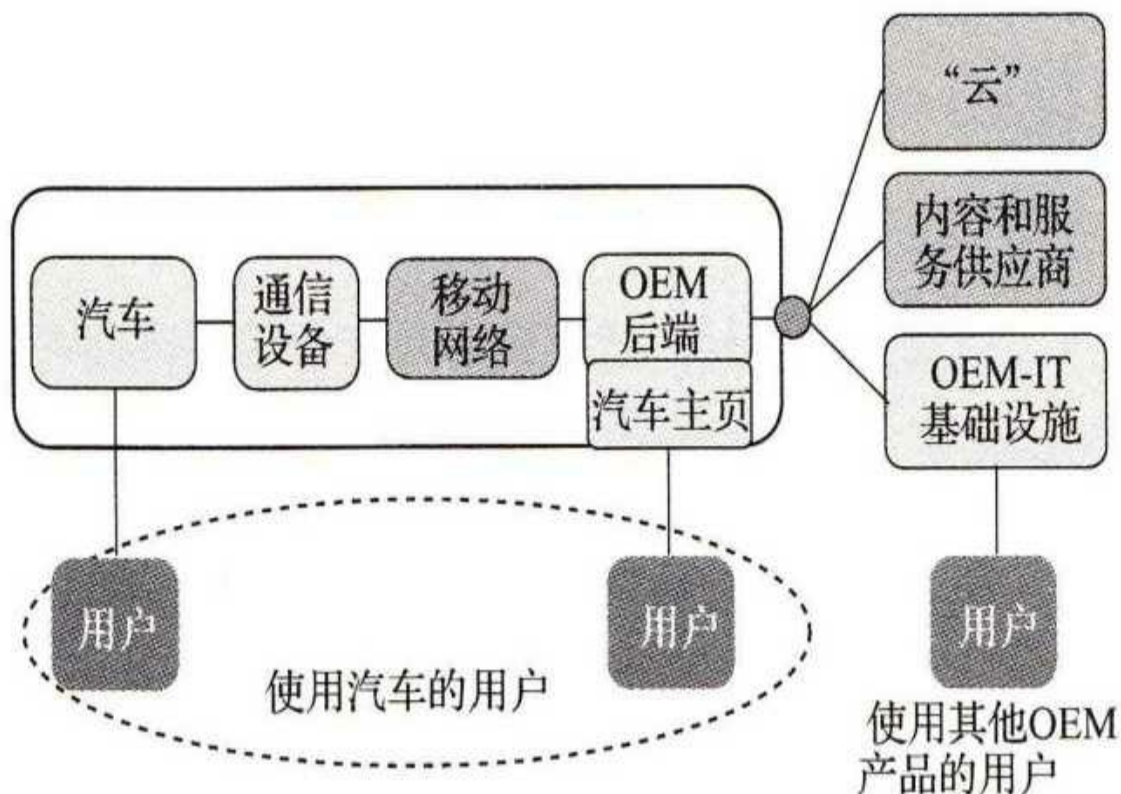 “云”
内容和服
务供应商
汽车
通信
设备
移动
网络
OEM
后端
汽车主页
OEM-IT
基础设施
用户
用户
用户
使用汽车的用户
使用其他OEM
产品的用户